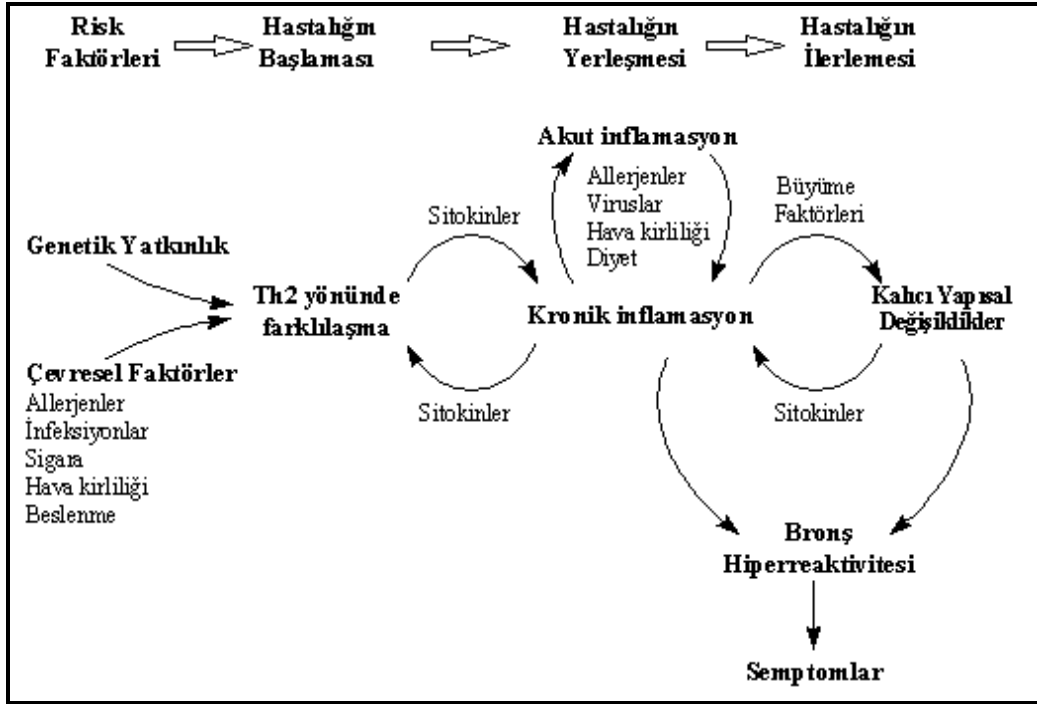 Risk
Faktörleri
Hastalığın
Başlaması
Hastalığın
Yerleşmesi
Hastalığın
İlerlemesi
Akut inflamasyon
Allerjenler
Viruslar
Hava kirliliği
Diyet
Büyüme
Faktörleri
Sitokinler
Genetik Yatkınlık
Th2 yönünde
farklılaşma
Kronik inflamasyon
Kalıcı Yapısal
Değişiklikler
Çevresel Faktörler
Allerjenler
İnfeksiyonlar
Sigara
Hava kirliliği
Beslenme
Sitokinler
Sitokinler
Bronş
Hiperreaktivitesi
Semptomlar